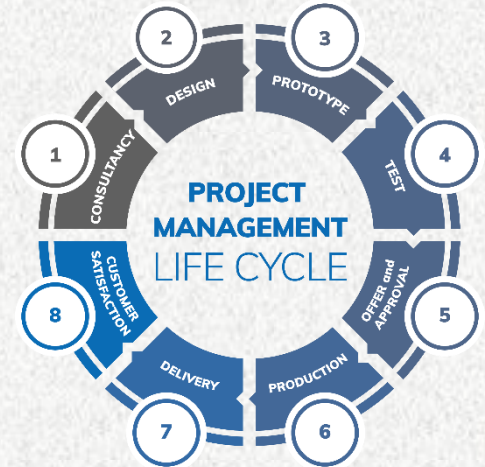 PROJECT
MANAGEMENT
LIFE CYCLE
1
CONSULTANCY
2
DESIGN
3
PROTOTYPE
4
TEST
5
OFFER and
APPROVAL
6
PRODUCTION
7
DELIVERY
8
CUSTOMER
SATISFACTION